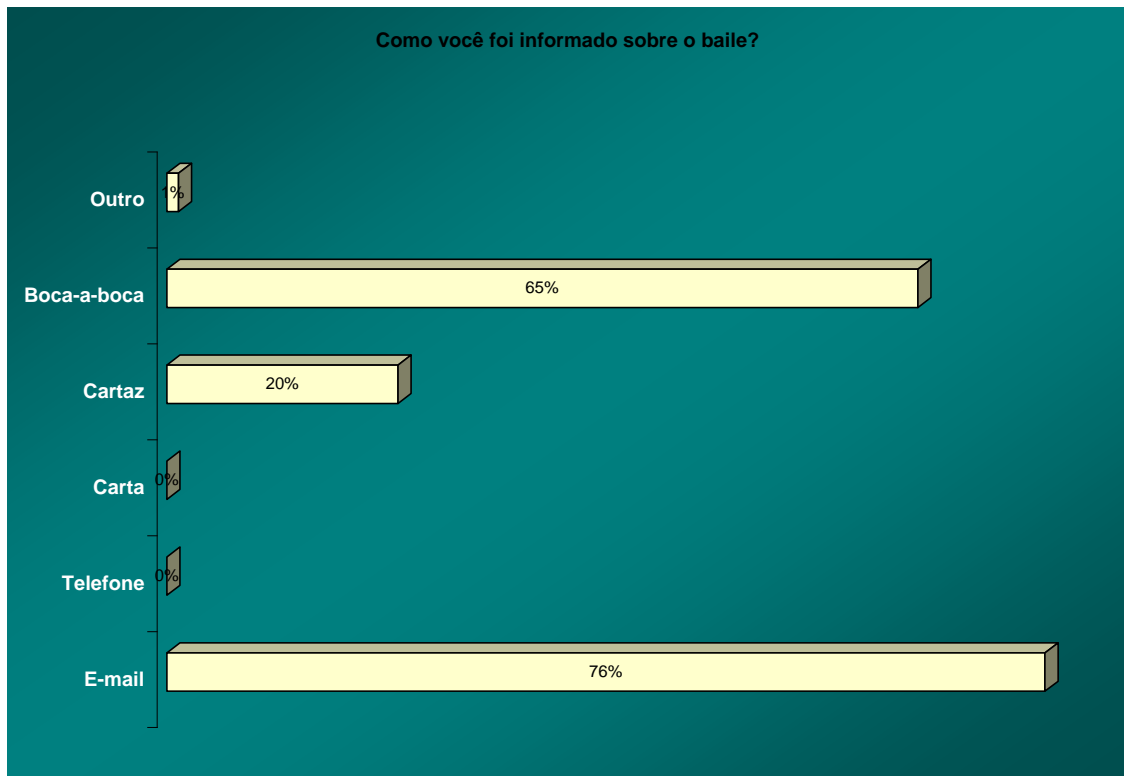 Como você foi informado sobre o baile?
Outro
1%
Boca-a-boca
65%
Cartaz
20%
Carta
0%
Telefone
0%
E-mail
76%